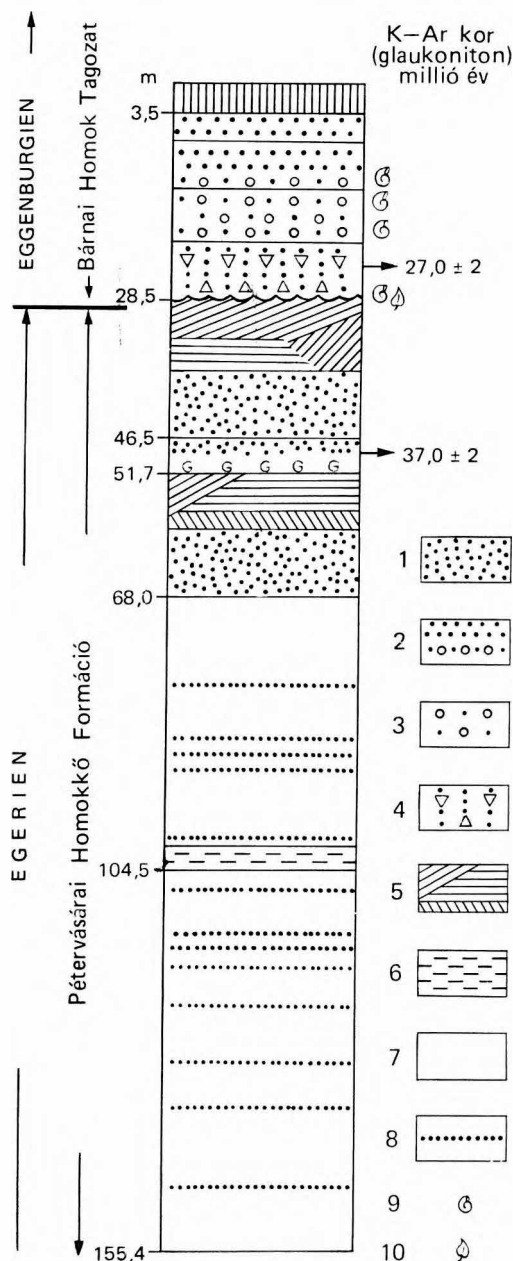 K–Ar kor
(glaukoniton)
millió év
m
EGGENBURGIEN
Bárnai Homok Tagozat
3,5
27,0 ± 2
28,5
46,5
37,0 ± 2
51,7
G G G G G
68,0
EGERIEN
Pétervásárai Homokkő Formáció
104,5
155,4
1
2
3
4
5
6
7
8
9
10